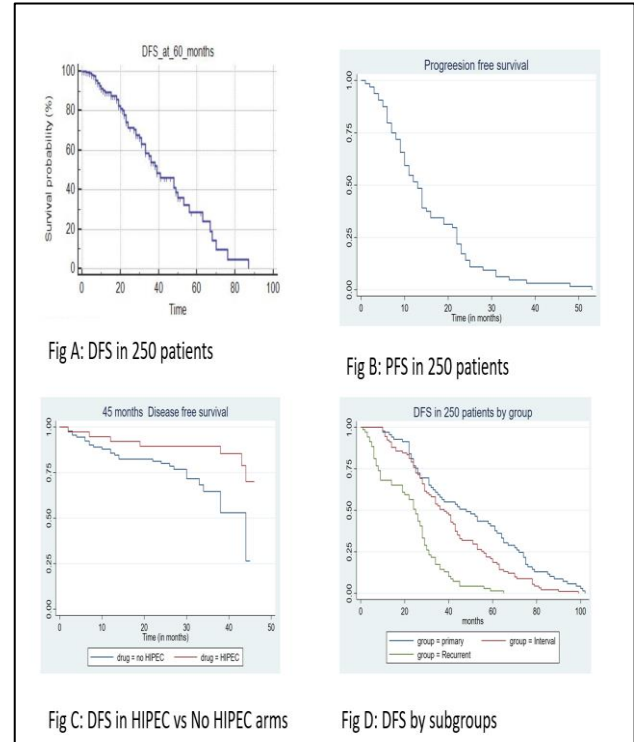 DFS_at_60_months
Survival probability (%)
100
80
60
40
20
0
0 20 40 60 80 100
Time
Fig A: DFS in 250 patients
Progreesion free survival
1.00
0.75
0.50
0.25
0.00
0 10 20 30 40 50
Time (in months)
Fig B: PFS in 250 patients
45 months Disease free survival
1.00
0.75
0.50
0.25
0.00
0 10 20 30 40 50
Time (in months)
drug = no HIPEC drug = HIPEC
Fig C: DFS in HIPEC vs No HIPEC arms
DFS in 250 patients by group
1.00
0.75
0.50
0.25
0.00
0 20 40 60 80 100
months
group = primary group = Interval
group = Recurrent
Fig D: DFS by subgroups